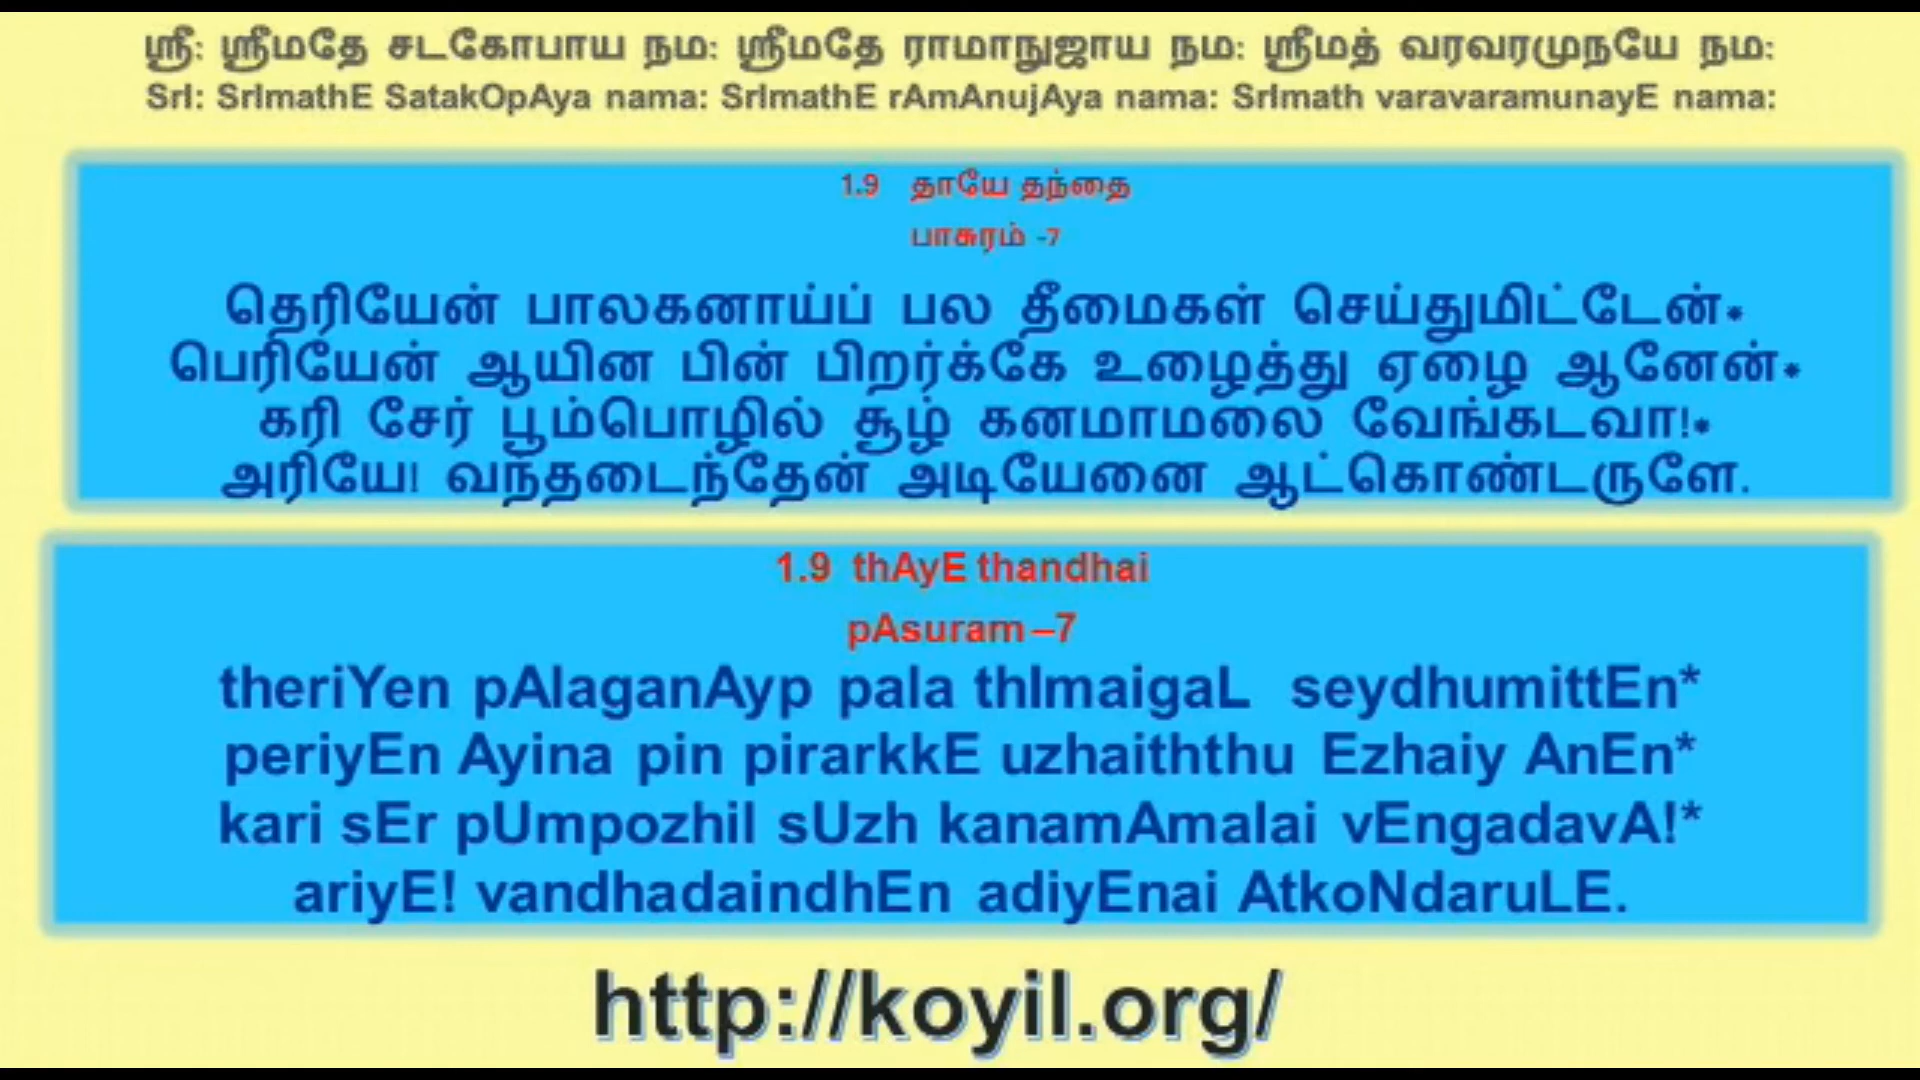 ஸ்ரீ: ஸ்ரீமதே சடகோபாய நம: ஸ்ரீமதே ராமாநுஜாய நம: ஸ்ரீமத் வரவரமுநயே நம:
SrI: SrImathE SatakOpAya nama: SrImathE rAmAnujAya nama: SrImath varavaramunayE nama:
1.9 தாயே தந்தை
பாசுரம் -7
தெரியேன் பாலகனாய்ப் பல தீமைகள் செய்துமிட்டேன்*
பெரியேன் ஆயின பின் பிறர்க்கே உழைத்து ஏழை ஆனேன்*
கரி சேர் பூம்பொழில் சூழ் கனமாமலை வேங்கடவா!*
அரியே! வந்தடைந்தேன் அடியேனை ஆட்கொண்டருளே.
1.9 thAyE thandhai
pAsuram–7
theriYen pAlaganAyp pala thImaigaL seydhumittEn*
periyEn Ayina pin pirarkkE uzhaiththu Ezhaiy AnEn*
kari sEr pUmpozhil sUzh kanamAmalai vEngadavA!*
ariyE! vandhadaindhEn adiyEnai AtkoNdaruLE.
http://koyil.org/